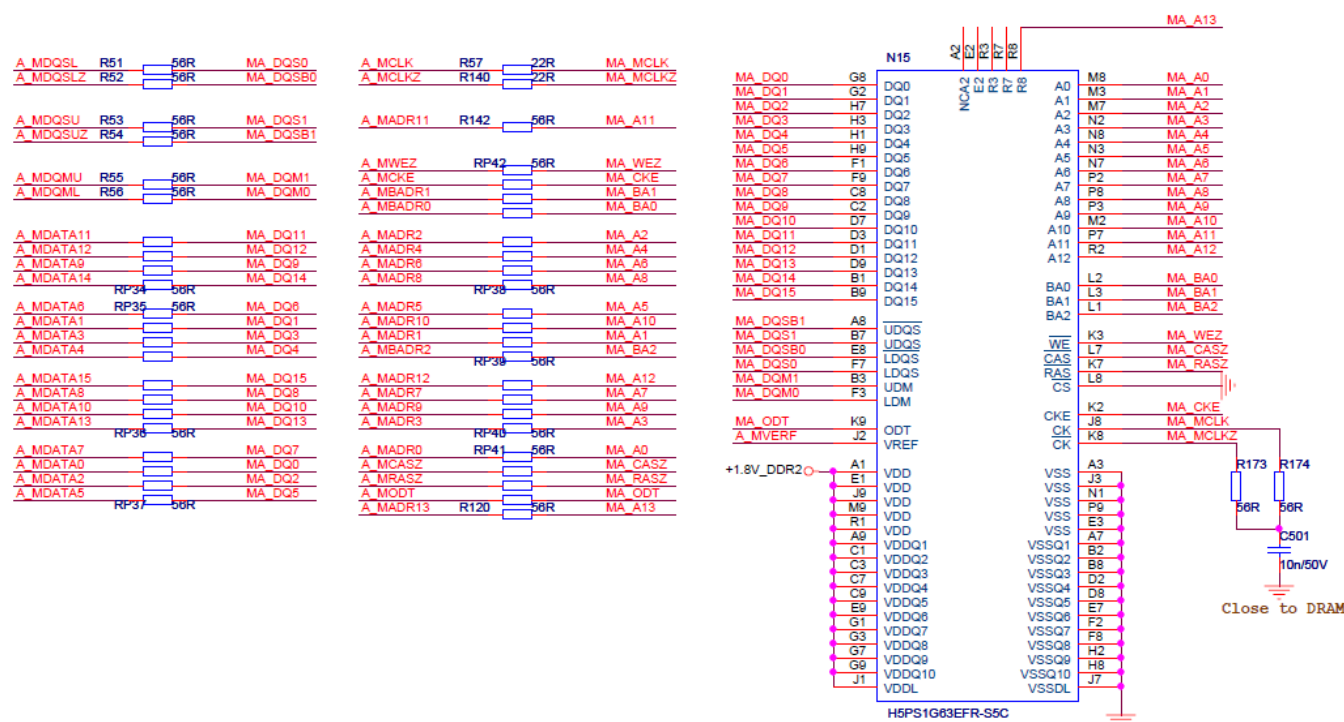 A_MDQSL R51 56R MA_DQS0
A_MDQSLZ R52 56R MA_DQSB0
A_MDQSU R53 56R MA_DQS1
A_MDQSUZ R54 56R MA_DQSB1
A_MDQMU R55 56R MA_DQM1
A_MDQML R56 56R MA_DQM0
A_MDATA11 MA_DQ11
A_MDATA12 MA_DQ12
A_MDATA9 MA_DQ9
A_MDATA14 MA_DQ14
RP34 56R
A_MDATA6 RP35 56R MA_DQ6
A_MDATA1 MA_DQ1
A_MDATA3 MA_DQ3
A_MDATA4 MA_DQ4
A_MDATA15 MA_DQ15
A_MDATA8 MA_DQ8
A_MDATA10 MA_DQ10
A_MDATA13 MA_DQ13
RP36 56R
A_MDATA7 MA_DQ7
A_MDATA0 MA_DQ0
A_MDATA2 MA_DQ2
A_MDATA5 MA_DQ5
RP37 56R
A_MCLK R57 22R MA_MCLK
A_MCLKZ R140 22R MA_MCLKZ
A_MADR11 R142 56R MA_A11
A_MWEZ RP42 56R MA_WEZ
A_MCKE MA_CKE
A_MBADR1 MA_BA1
A_MBADR0 MA_BA0
A_MADR2 MA_A2
A_MADR4 MA_A4
A_MADR6 MA_A6
A_MADR8 MA_A8
RP38 56R
A_MADR5 MA_A5
A_MADR10 MA_A10
A_MADR1 MA_A1
A_MBADR2 MA_BA2
RP39 56R
A_MADR12 MA_A12
A_MADR7 MA_A7
A_MADR9 MA_A9
A_MADR3 MA_A3
RP40 56R
A_MADR0 RP41 56R MA_A0
A_MCASZ MA_CASZ
A_MRASZ MA_RASZ
A_MODT MA_ODT
A_MADR13 R120 56R MA_A13
MA_A13
A2 E2 R3 R7 R8
N15
NCA2 E2 R3 R7 R8
MA_DQ0 G8 DQ0
MA_DQ1 G2 DQ1
MA_DQ2 H7 DQ2
MA_DQ3 H3 DQ3
MA_DQ4 H1 DQ4
MA_DQ5 H9 DQ5
MA_DQ6 F1 DQ6
MA_DQ7 F9 DQ7
MA_DQ8 C8 DQ8
MA_DQ9 C2 DQ9
MA_DQ10 D7 DQ10
MA_DQ11 D3 DQ11
MA_DQ12 D1 DQ12
MA_DQ13 D9 DQ13
MA_DQ14 B1 DQ14
MA_DQ15 B9 DQ15
MA_DQSB1 A8 UDQS
MA_DQS1 B7 UDQS
MA_DQSB0 E8 LDQS
MA_DQS0 F7 LDQS
MA_DQM1 B3 UDM
MA_DQM0 F3 LDM
MA_ODT K9 ODT
A_MVERF J2 VREF
+1.8V_DDR2 A1 VDD
E1 VDD
J9 VDD
M9 VDD
R1 VDD
A9 VDDQ1
C1 VDDQ2
C3 VDDQ3
C7 VDDQ4
C9 VDDQ5
E9 VDDQ6
G1 VDDQ7
G3 VDDQ8
G7 VDDQ9
G9 VDDQ10
J1 VDDL
A0 M8 MA_A0
A1 M3 MA_A1
A2 M7 MA_A2
A3 N2 MA_A3
A4 N8 MA_A4
A5 N3 MA_A5
A6 N7 MA_A6
A7 P2 MA_A7
A8 P8 MA_A8
A9 P3 MA_A9
A10 M2 MA_A10
A11 P7 MA_A11
A12 R2 MA_A12
BA0 L2 MA_BA0
BA1 L3 MA_BA1
BA2 L1 MA_BA2
WE K3 MA_WEZ
CAS L7 MA_CASZ
RAS K7 MA_RASZ
CS L8
CKE K2 MA_CKE
CK J8 MA_MCLK
CK K8 MA_MCLKZ
VSS A3
VSS J3
VSS N1
VSS P9
VSS E3
VSSQ1 A7
VSSQ2 B2
VSSQ3 B8
VSSQ4 D2
VSSQ5 D8
VSSQ6 E7
VSSQ7 F2
VSSQ8 F8
VSSQ9 H2
VSSQ10 H8
VSSDL J7
R173 R174
56R 56R
C501
10n/50V
Close to DRAM
H5PS1G63EFR-S5C